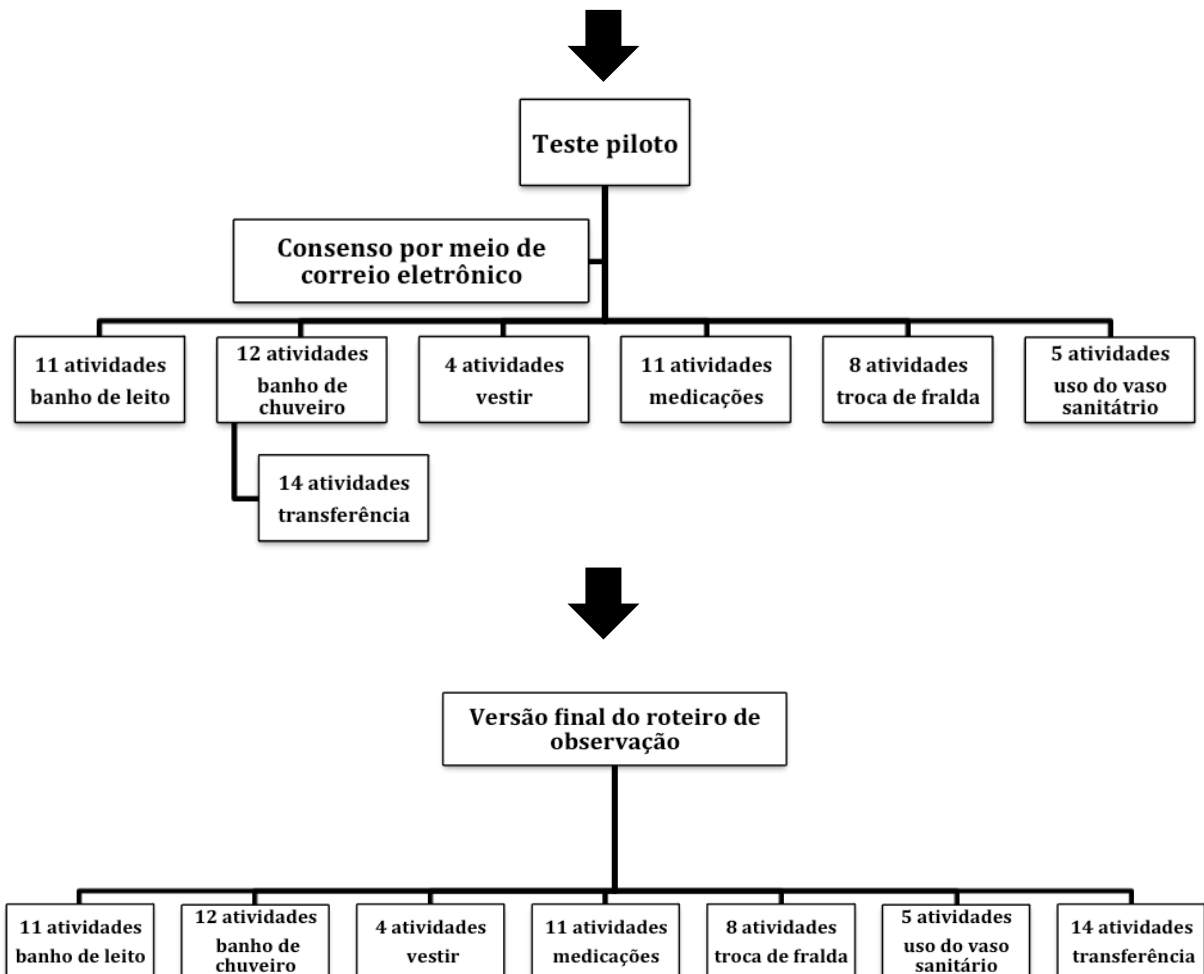 Teste piloto
Consenso por meio de
correio eletrônico
11 atividades
banho de leito
12 atividades
banho de
chuveiro
4 atividades
vestir
11 atividades
medicações
8 atividades
troca de fralda
5 atividades
uso do vaso
sanitátrio
14 atividades
transferência
Versão final do roteiro de
observação
11 atividades
banho de leito
12 atividades
banho de
chuveiro
4 atividades
vestir
11 atividades
medicações
8 atividades
troca de fralda
5 atividades
uso do vaso
sanitário
14 atividades
transferência